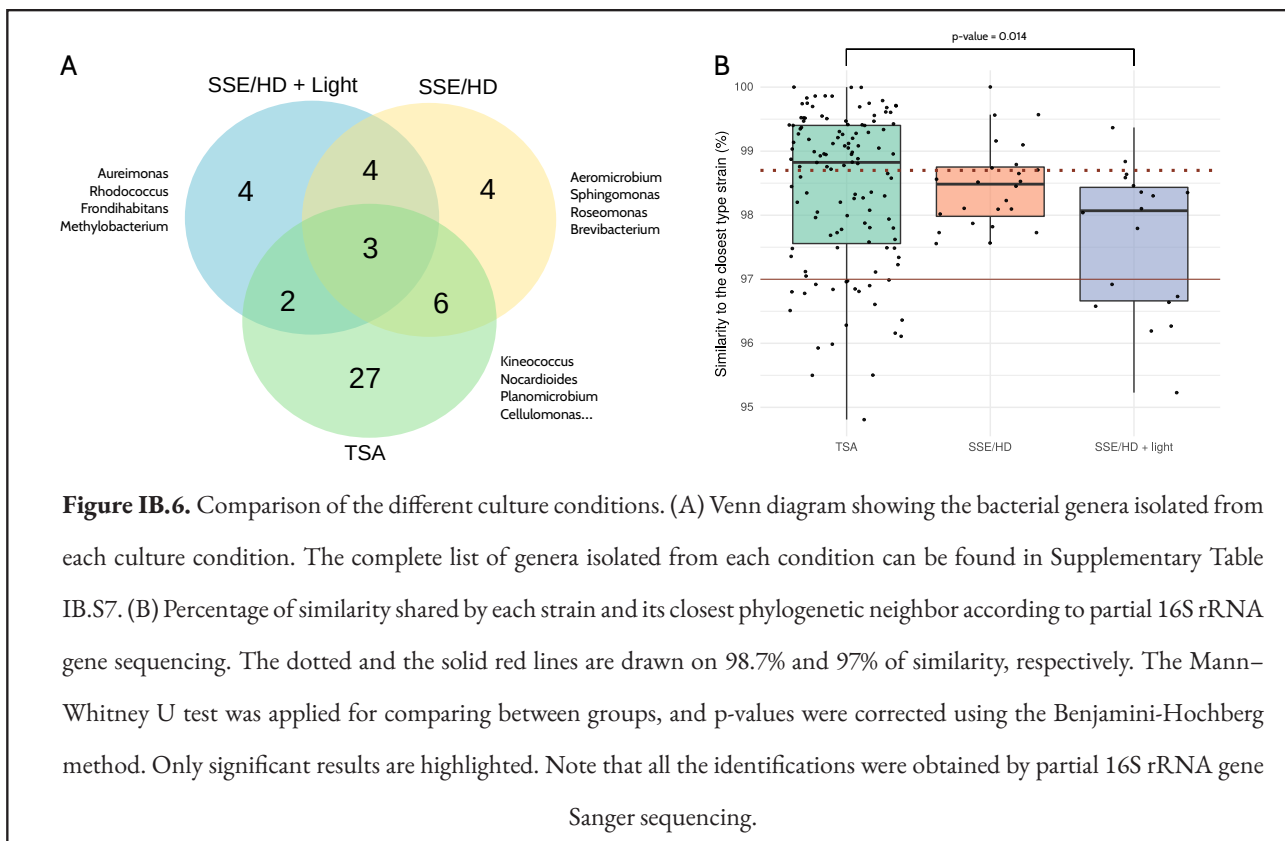 A
SSE/HD + Light
SSE/HD
Aureimonas
Rhodococcus
Frondihabitans
Methylobacterium
4
4
4
Aeromicrobium
Sphingomonas
Roseomonas
Brevibacterium
3
2
6
27
Kineococcus
Nocardioides
Planomicrobium
Cellulomonas...
TSA
B
p-value = 0.014
Similarity to the closest type strain (%)
100
99
98
97
96
95
TSA
SSE/HD
SSE/HD + light
Figure IB.6. Comparison of the different culture conditions. (A) Venn diagram showing the bacterial genera isolated from
each culture condition. The complete list of genera isolated from each condition can be found in Supplementary Table
IB.S7. (B) Percentage of similarity shared by each strain and its closest phylogenetic neighbor according to partial 16S rRNA
gene sequencing. The dotted and the solid red lines are drawn on 98.7% and 97% of similarity, respectively. The Mann–
Whitney U test was applied for comparing between groups, and p-values were corrected using the Benjamini-Hochberg
method. Only significant results are highlighted. Note that all the identifications were obtained by partial 16S rRNA gene
Sanger sequencing.